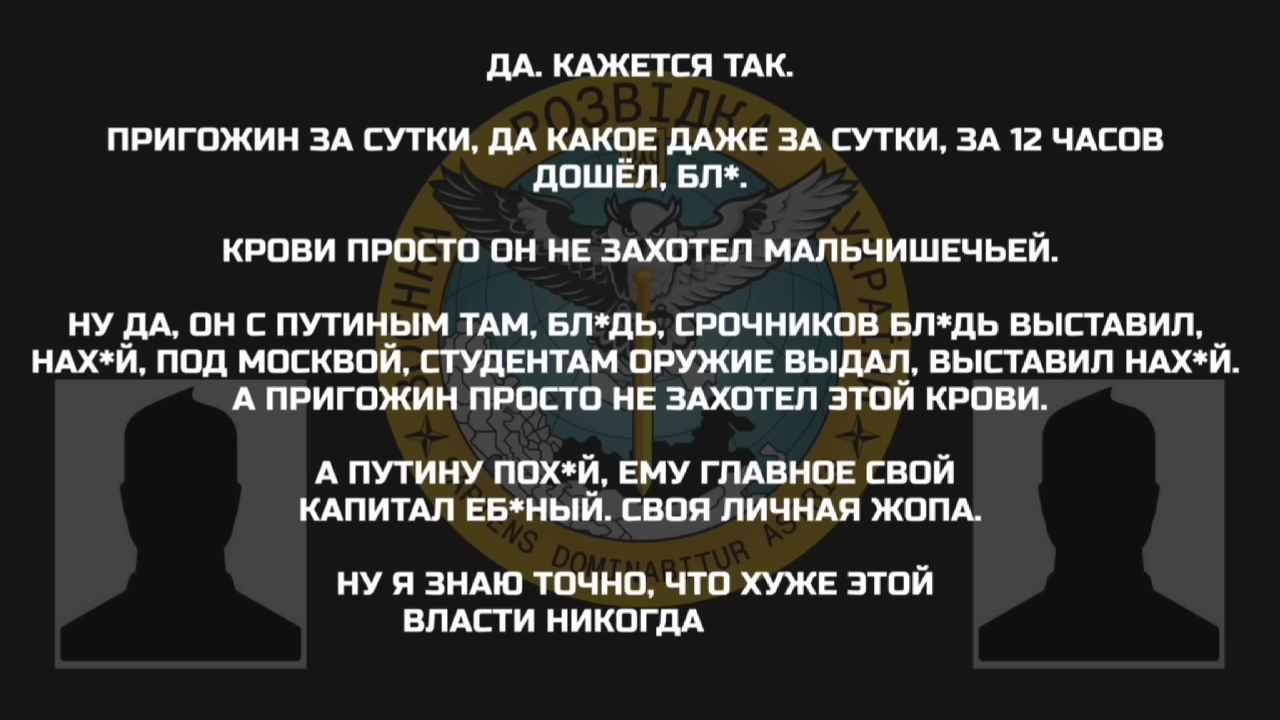 ДА. КАЖЕТСЯ ТАК.
ПРИГОЖИН ЗА СУТКИ, ДА КАКОЕ ДАЖЕ ЗА СУТКИ, ЗА 12 ЧАСОВ
ДОШЁЛ, БЛ*.
КРОВИ ПРОСТО ОН НЕ ЗАХОТЕЛ МАЛЬЧИШЕЧЬЕЙ.
НУ ДА, ОН С ПУТИНЫМ ТАМ, БЛ*ДЬ, СРОЧНИКОВ БЛ*ДЬ ВЫСТАВИЛ,
НАХ*Й, ПОД МОСКВОЙ, СТУДЕНТАМ ОРУЖИЕ ВЫДАЛ, ВЫСТАВИЛ НАХ*Й.
А ПРИГОЖИН ПРОСТО НЕ ЗАХОТЕЛ ЭТОЙ КРОВИ.
А ПУТИНУ ПОХ*Й, ЕМУ ГЛАВНОЕ СВОЙ
КАПИТАЛ ЕБ*НЫЙ. СВОЯ ЛИЧНАЯ ЖОПА.
НУ Я ЗНАЮ ТОЧНО, ЧТО ХУЖЕ ЭТОЙ
ВЛАСТИ НИКОГДА
РОЗВІДКА
УКРАЇНИ
DOMINABITUR